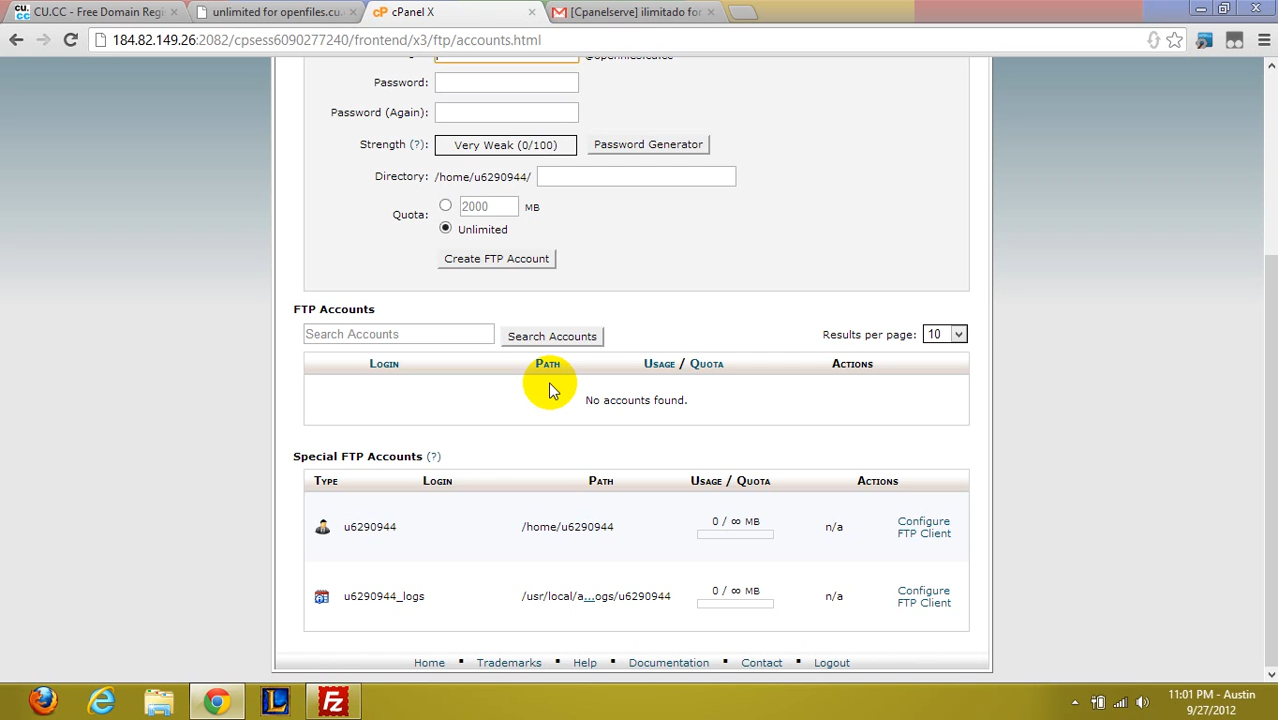 CU.CC - Free Domain Regi
unlimited for openfiles.cu.
cP cPanel X
[Cpanelserve] ilimitado for
184.82.149.26:2082/cpsess6090277240/frontend/x3/ftp/accounts.html
Password:
Password (Again):
Strength (?): Very Weak (0/100) Password Generator
Directory: /home/u6290944/
Quota: 2000 MB
Unlimited
Create FTP Account
FTP Accounts
Search Accounts Search Accounts Results per page: 10
Login Path Usage / Quota Actions
No accounts found.
Special FTP Accounts (?)
Type Login Path Usage / Quota Actions
u6290944 /home/u6290944 0 / ∞ MB n/a Configure
FTP Client
u6290944_logs /usr/local/a...ogs/u6290944 0 / ∞ MB n/a Configure
FTP Client
Home ▪ Trademarks ▪ Help ▪ Documentation ▪ Contact ▪ Logout
11:01 PM - Austin
9/27/2012